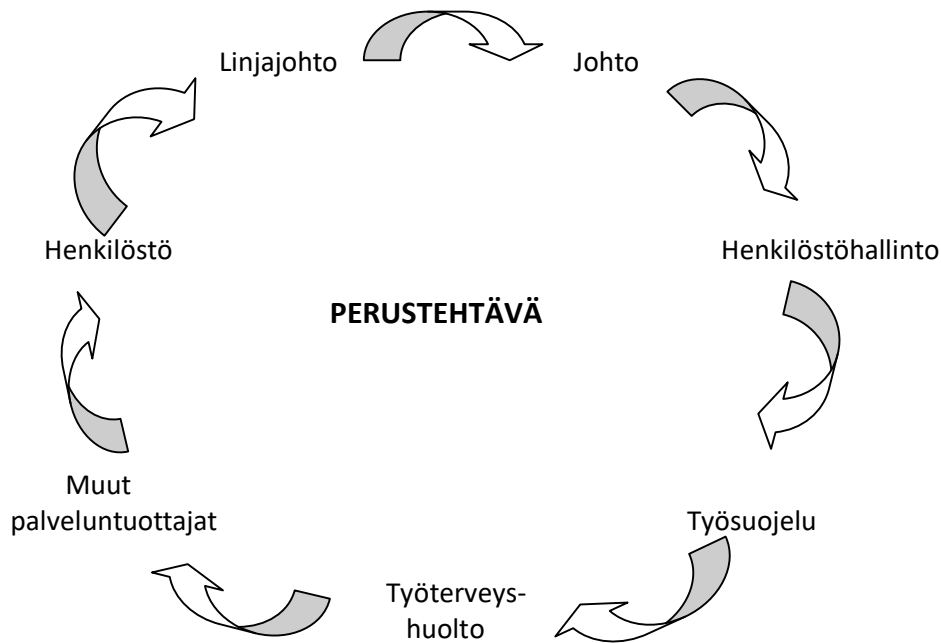 Linjajohto
Johto
Henkilöstö
Henkilöstöhallinto
PERUSTEHTÄVÄ
Muut
palveluntuottajat
Työsuojelu
Työterveys-
huolto